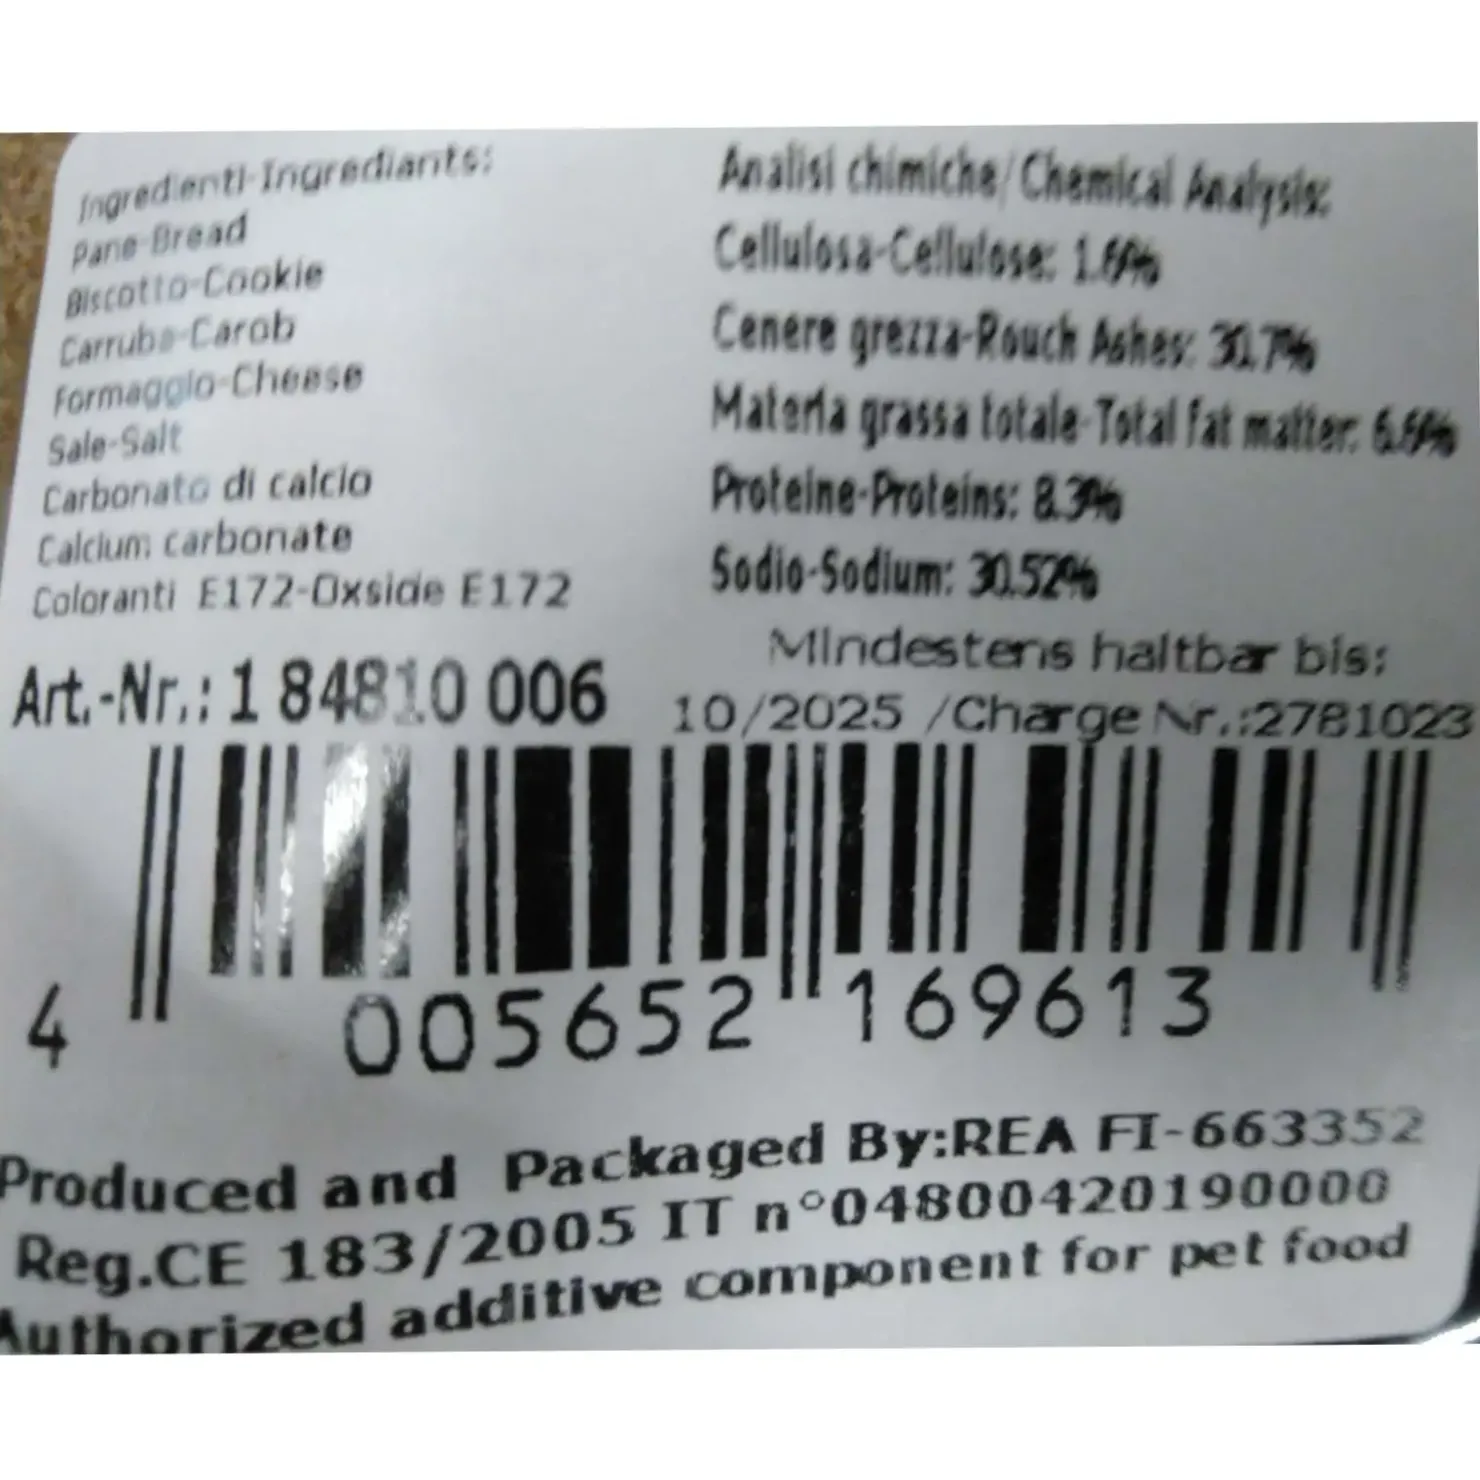 Ingredienti-Ingrediants:
Pane-Bread
Biscotto-Cookie
Carruba-Carob
Formaggio-Cheese
Sale-Salt
Carbonato di calcio
Calcium carbonate
Coloranti E172-Oxside E172
Analisi chimiche/Chemical Analysis:
Cellulosa-Cellulose: 1.6%
Cenere grezza-Rouch Ashes: 30.7%
Materia grassa totale-Total fat matter: 6.6%
Proteine-Proteins: 8.3%
Sodio-Sodium: 30.52%
Mindestens haltbar bis:
10/2025 /Charge Nr.:2781023
Art.-Nr.: 1 84810 006
4 005652 169613
Produced and Packaged By:REA FI-663352
Reg.CE 183/2005 IT n°04800420190000
Authorized additive component for pet food